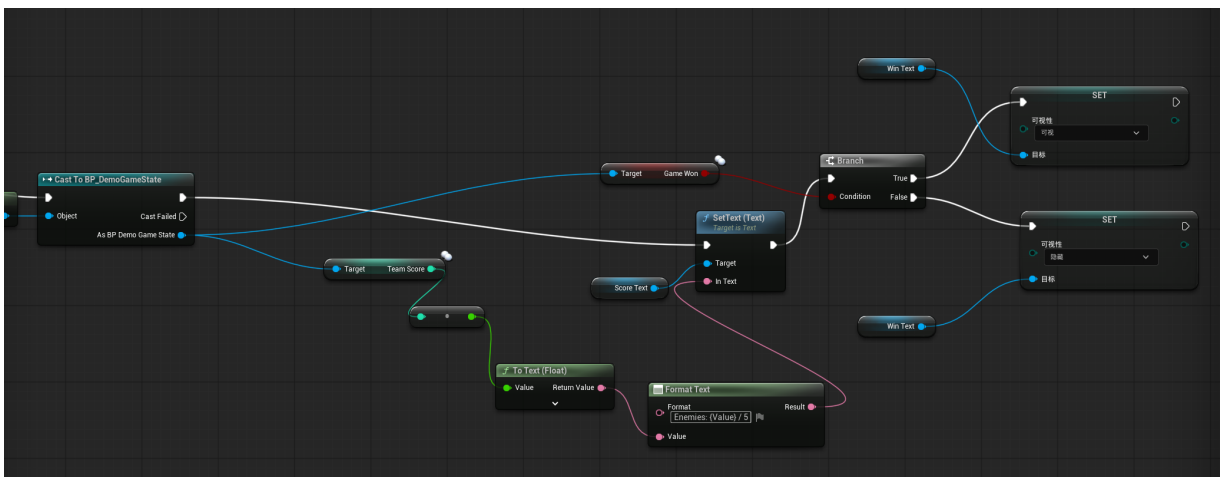 Cast To BP_DemoGameState
Object
Cast Failed
As BP Demo Game State
Target
Team Score
To Text (Float)
Value
Return Value
Target
Game Won
Score Text
SetText (Text)
Target is Text
Target
In Text
Format Text
Format
Enemies: {Value} / 5
Result
Value
Branch
True
Condition
False
Win Text
SET
可视性
可视
目标
SET
可视性
隐藏
目标
Win Text